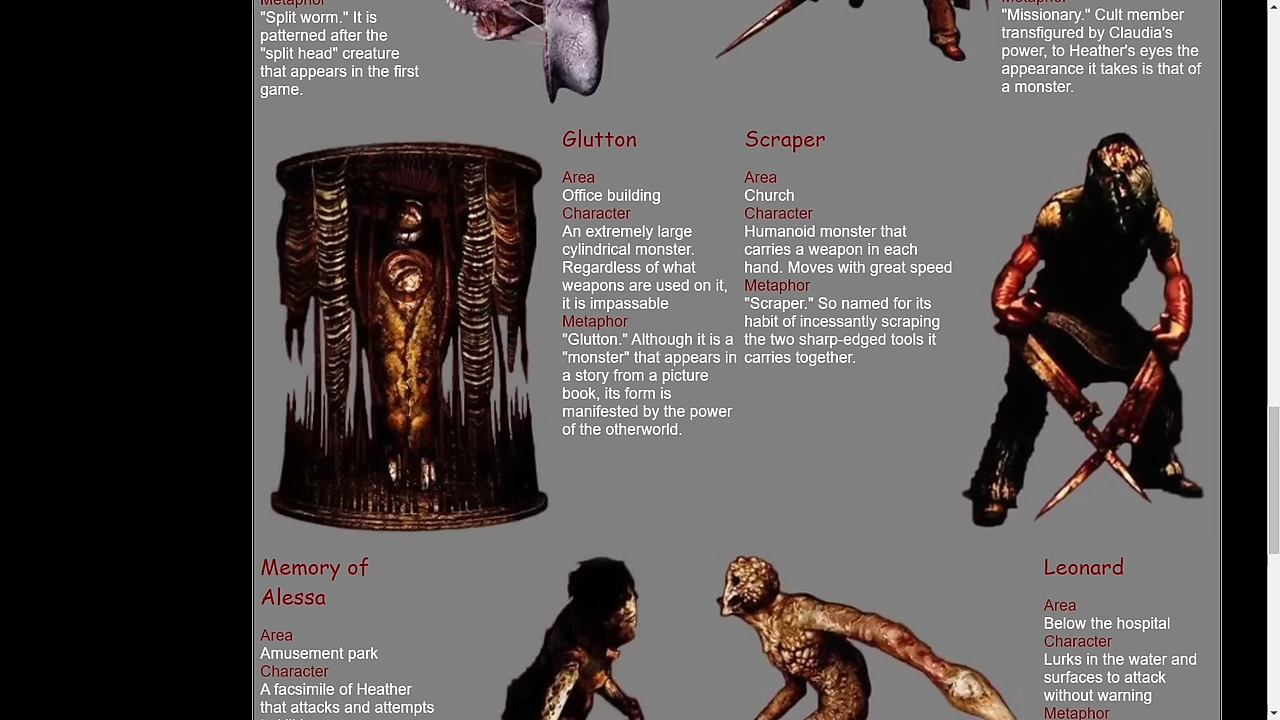 Metaphor
"Split worm." It is
patterned after the
"split head" creature
that appears in the first
game.
Metaphor
"Missionary." Cult member
transfigured by Claudia's
power, to Heather's eyes the
appearance it takes is that of
a monster.
Glutton
Area
Office building
Character
An extremely large
cylindrical monster.
Regardless of what
weapons are used on it,
it is impassable
Metaphor
"Glutton." Although it is a
"monster" that appears in
a story from a picture
book, its form is
manifested by the power
of the otherworld.
Scraper
Area
Church
Character
Humanoid monster that
carries a weapon in each
hand. Moves with great speed
Metaphor
"Scraper." So named for its
habit of incessantly scraping
the two sharp-edged tools it
carries together.
Memory of
Alessa
Area
Amusement park
Character
A facsimile of Heather
that attacks and attempts
Leonard
Area
Below the hospital
Character
Lurks in the water and
surfaces to attack
without warning
Metaphor